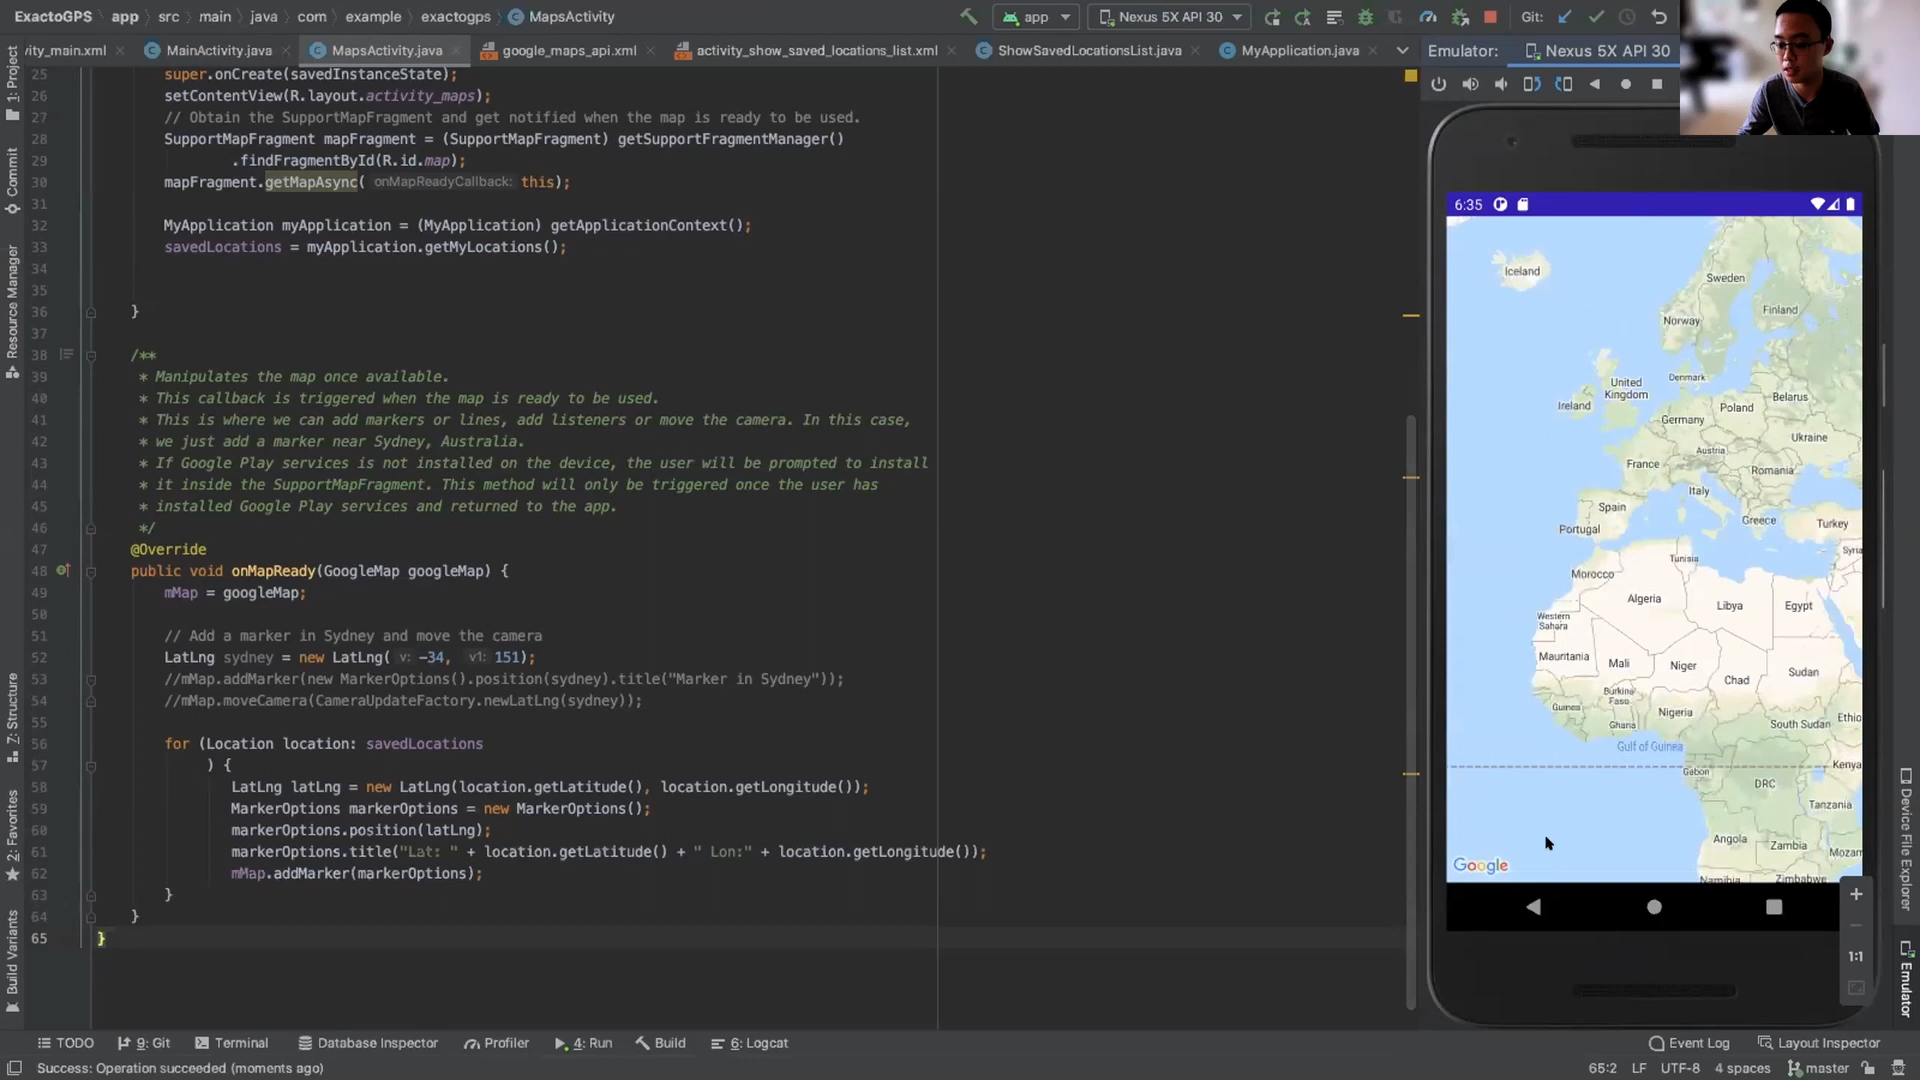 ExactoGPS app src main java com example exactogps MapsActivity app Nexus 5X API 30 Git:
ity_main.xml MainActivity.java MapsActivity.java google_maps_api.xml activity_show_saved_locations_list.xml ShowSavedLocationsList.java MyApplication.java Emulator: Nexus 5X API 30
25 super.onCreate(savedInstanceState);
26 setContentView(R.layout.activity_maps);
27 // Obtain the SupportMapFragment and get notified when the map is ready to be used.
28 SupportMapFragment mapFragment = (SupportMapFragment) getSupportFragmentManager()
29 .findFragmentById(R.id.map);
30 mapFragment.getMapAsync( onMapReadyCallback: this);
31
32 MyApplication myApplication = (MyApplication) getApplicationContext();
33 savedLocations = myApplication.getMyLocations();
34
35
36 }
37
38 /**
39 * Manipulates the map once available.
40 * This callback is triggered when the map is ready to be used.
41 * This is where we can add markers or lines, add listeners or move the camera. In this case,
42 * we just add a marker near Sydney, Australia.
43 * If Google Play services is not installed on the device, the user will be prompted to install
44 * it inside the SupportMapFragment. This method will only be triggered once the user has
45 * installed Google Play services and returned to the app.
46 */
47 @Override
48 public void onMapReady(GoogleMap googleMap) {
49 mMap = googleMap;
50
51 // Add a marker in Sydney and move the camera
52 LatLng sydney = new LatLng( v: -34, v1: 151);
53 //mMap.addMarker(new MarkerOptions().position(sydney).title("Marker in Sydney"));
54 //mMap.moveCamera(CameraUpdateFactory.newLatLng(sydney));
55
56 for (Location location: savedLocations
57 ) {
58 LatLng latLng = new LatLng(location.getLatitude(), location.getLongitude());
59 MarkerOptions markerOptions = new MarkerOptions();
60 markerOptions.position(latLng);
61 markerOptions.title("Lat: " + location.getLatitude() + " Lon:" + location.getLongitude());
62 mMap.addMarker(markerOptions);
63 }
64 }
65 }
1: Project
Commit
Resource Manager
7: Structure
2: Favorites
Build Variants
6:35
Iceland
Sweden
Finland
Norway
United
Kingdom
Denmark
Ireland
Belarus
Poland
Germany
Ukraine
Austria
France
Romania
Italy
Spain
Greece
Turkey
Portugal
Syria
Tunisia
Morocco
Algeria
Libya
Egypt
Western
Sahara
Mauritania
Mali
Niger
Sudan
Chad
Burkina
Faso
Guinea
Nigeria
Ghana
South Sudan
Ethio
Gulf of Guinea
Kenya
Gabon
DRC
Tanzania
Angola
Zambia
Mozam
Google
Namibia
Zimbabwe
1:1
Device File Explorer
Emulator
TODO 9: Git Terminal Database Inspector Profiler 4: Run Build 6: Logcat Event Log Layout Inspector
Success: Operation succeeded (moments ago) 65:2 LF UTF-8 4 spaces master